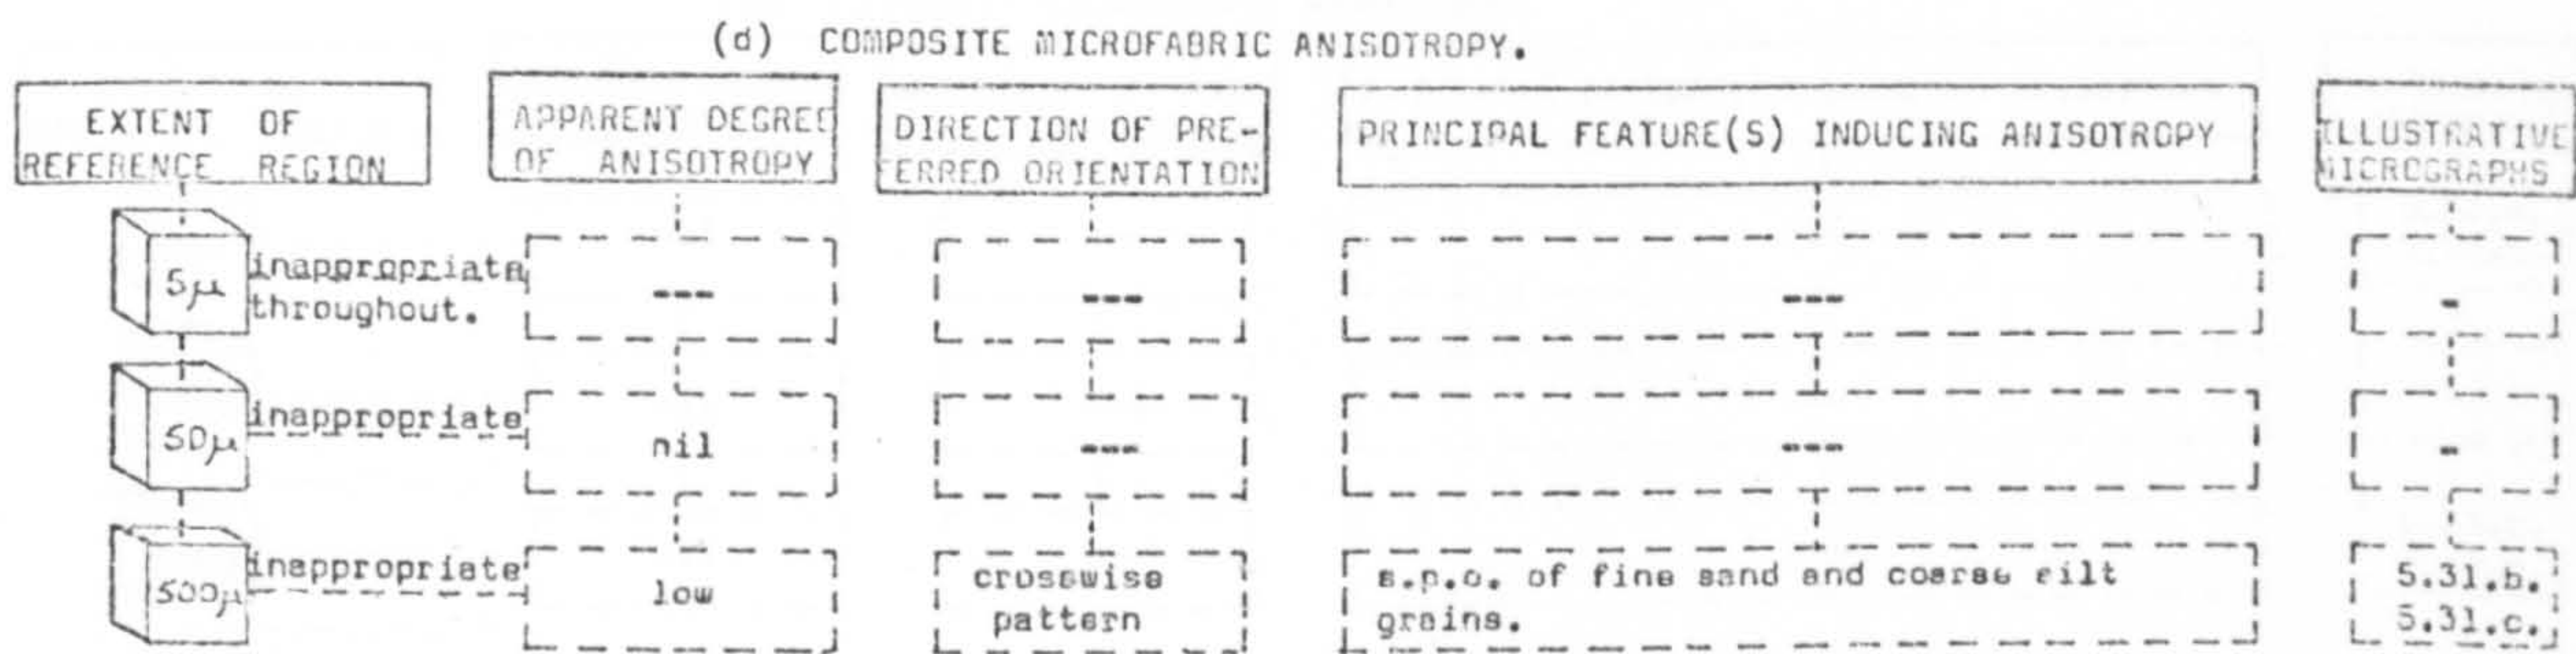 (d) COMPOSITE MICROFABRIC ANISOTROPY.
EXTENT OF
REFERENCE REGION
APPARENT DEGREE
OF ANISOTROPY
DIRECTION OF PRE-
FERRED ORIENTATION
PRINCIPAL FEATURE(S) INDUCING ANISOTROPY
ILLUSTRATIVE
MICROGRAPHS
5μ
inappropriate
throughout.
---
---
---
-
50μ
inappropriate
nil
---
---
-
500μ
inappropriate
low
crosswise
pattern
s.p.o. of fine sand and coarse silt
grains.
5.31.b.
5.31.c.